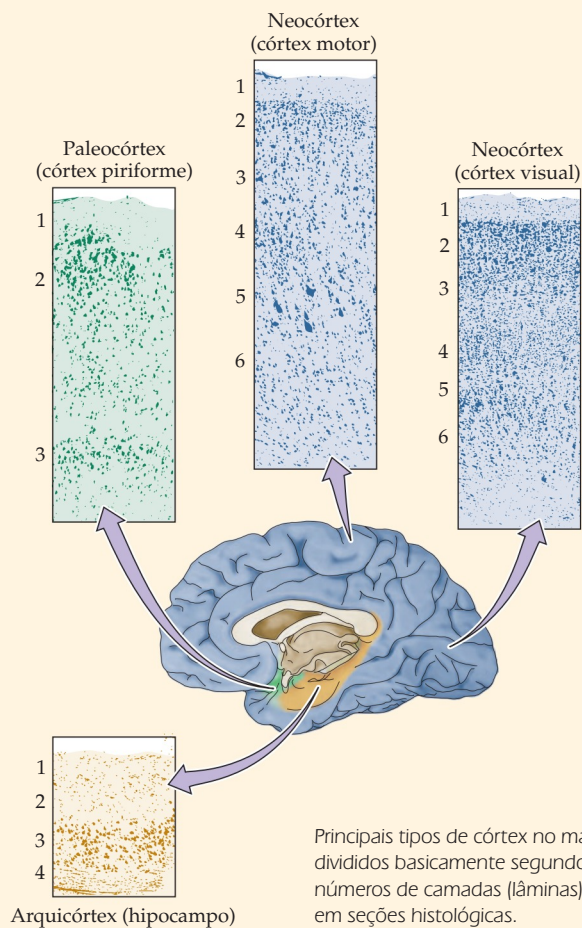 Neocórtex
(córtex motor)
1
2
3
4
5
6
Paleocórtex
(córtex piriforme)
1
2
3
Neocórtex
(córtex visual)
1
2
3
4
5
6
1
2
3
4
Arquicórtex (hipocampo)
Principais tipos de córtex no
divididos basicamente segundo
números de camadas (lâminas)
em seções histológicas.